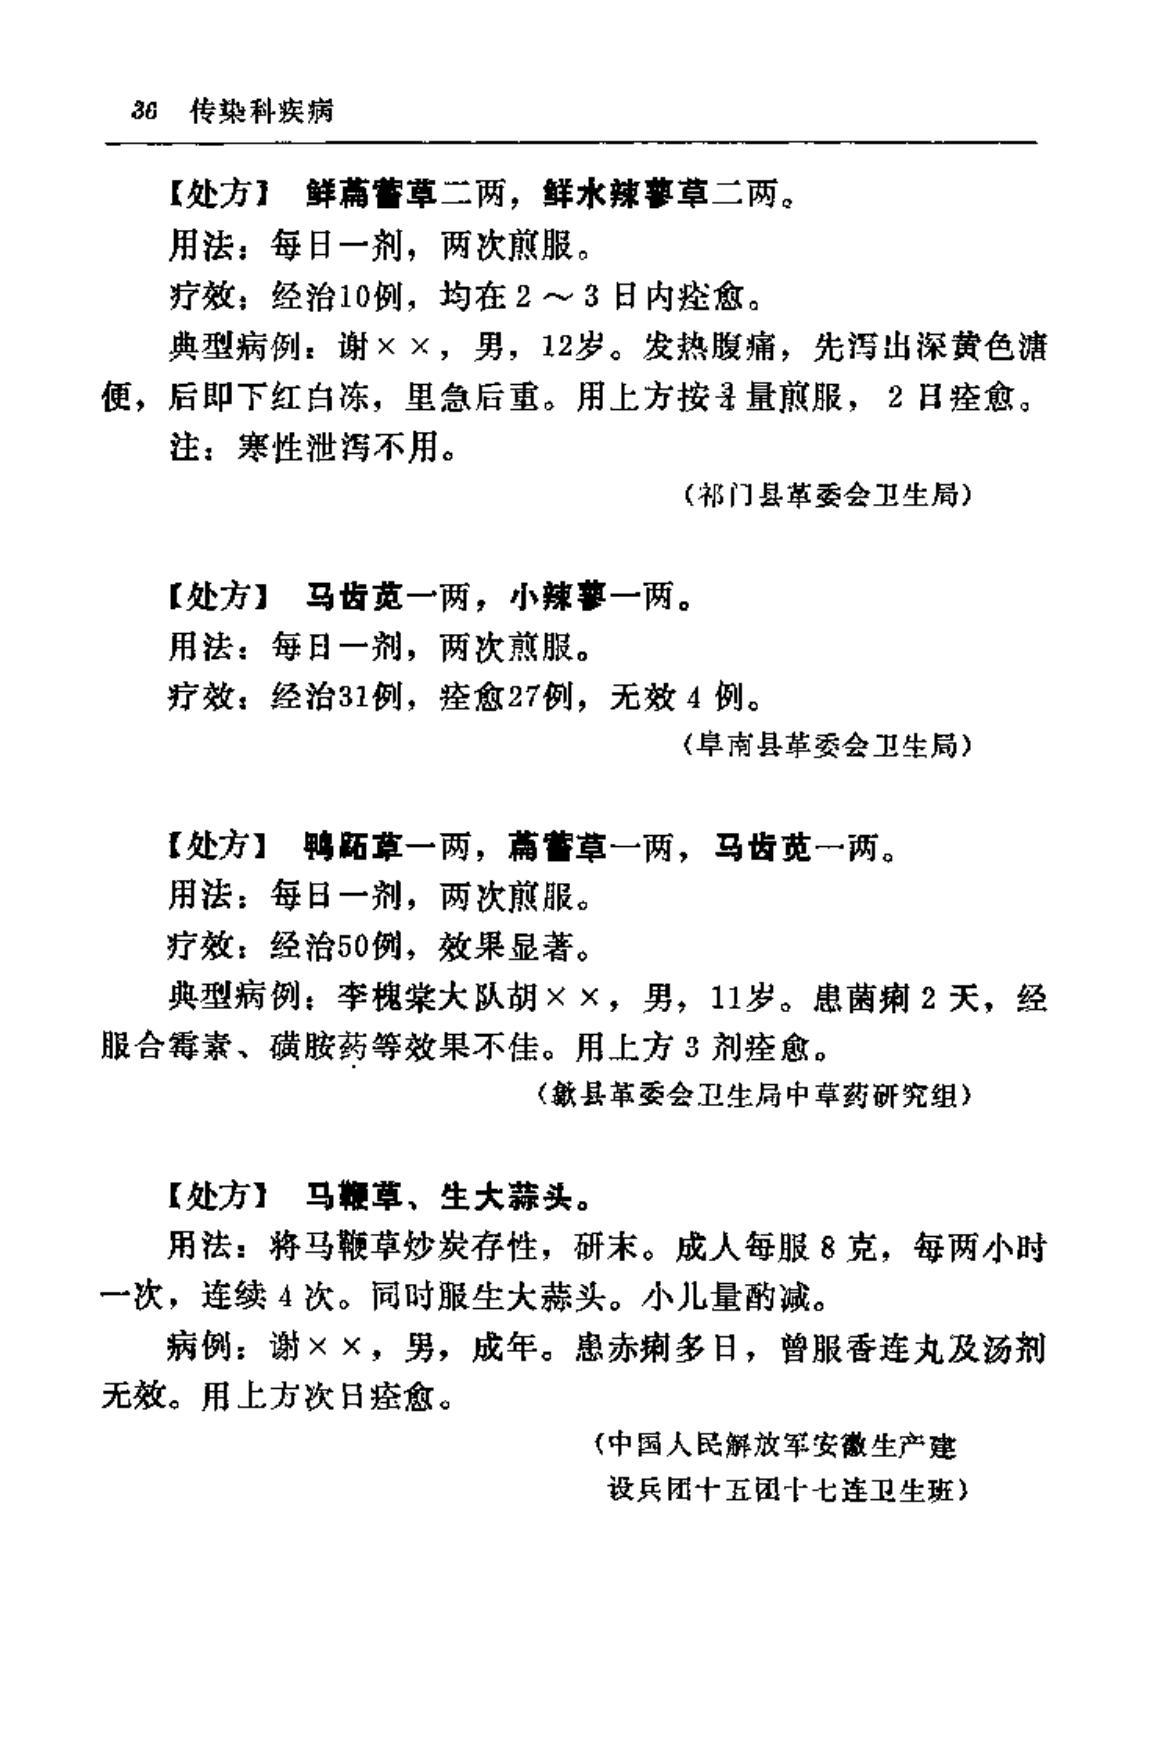 36 传染科疾病
【处方】 鲜萹蓄草二两，鲜水辣蓼草二两。
用法：每日一剂，两次煎服。
疗效：经治10例，均在2～3日内痊愈。
典型病例：谢××，男，12岁。发热腹痛，先泻出深黄色溏
便，后即下红白冻，里急后重。用上方按 量煎服，2日痊愈。
注：寒性泄泻不用。
（祁门县革委会卫生局）
【处方】 马齿苋一两，小辣蓼一两。
用法：每日一剂，两次煎服。
疗效：经治31例，痊愈27例，无效4例。
（阜南县革委会卫生局）
【处方】 鸭跖草一两，萹蓄草一两，马齿苋一两。
用法：每日一剂，两次煎服。
疗效：经治50例，效果显著。
典型病例：李槐棠大队胡××，男，11岁。患菌痢2天，经
服合霉素、磺胺药等效果不佳。用上方3剂痊愈。
（歙县革委会卫生局中草药研究组）
【处方】 马鞭草、生大蒜头。
用法：将马鞭草炒炭存性，研末。成人每服8克，每两小时
一次，连续4次。同时服生大蒜头。小儿量酌减。
病例：谢××，男，成年。患赤痢多日，曾服香连丸及汤剂
无效。用上方次日痊愈。
（中国人民解放军安徽生产建
设兵团十五团十七连卫生班）